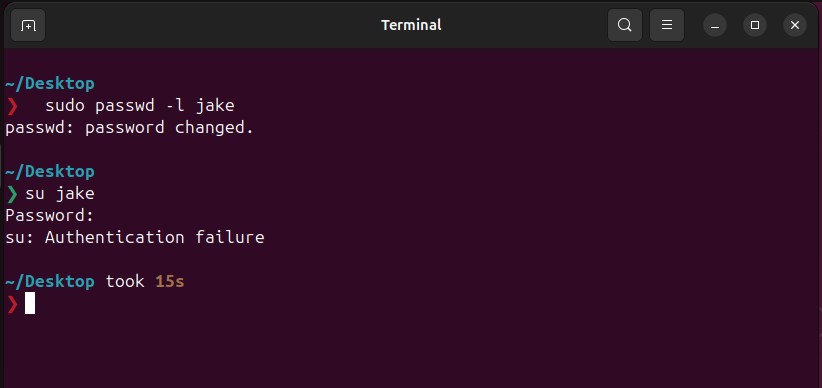 Terminal
~/Desktop
❯ sudo passwd -l jake
passwd: password changed.
~/Desktop
❯ su jake
Password:
su: Authentication failure
~/Desktop took 15s
❯